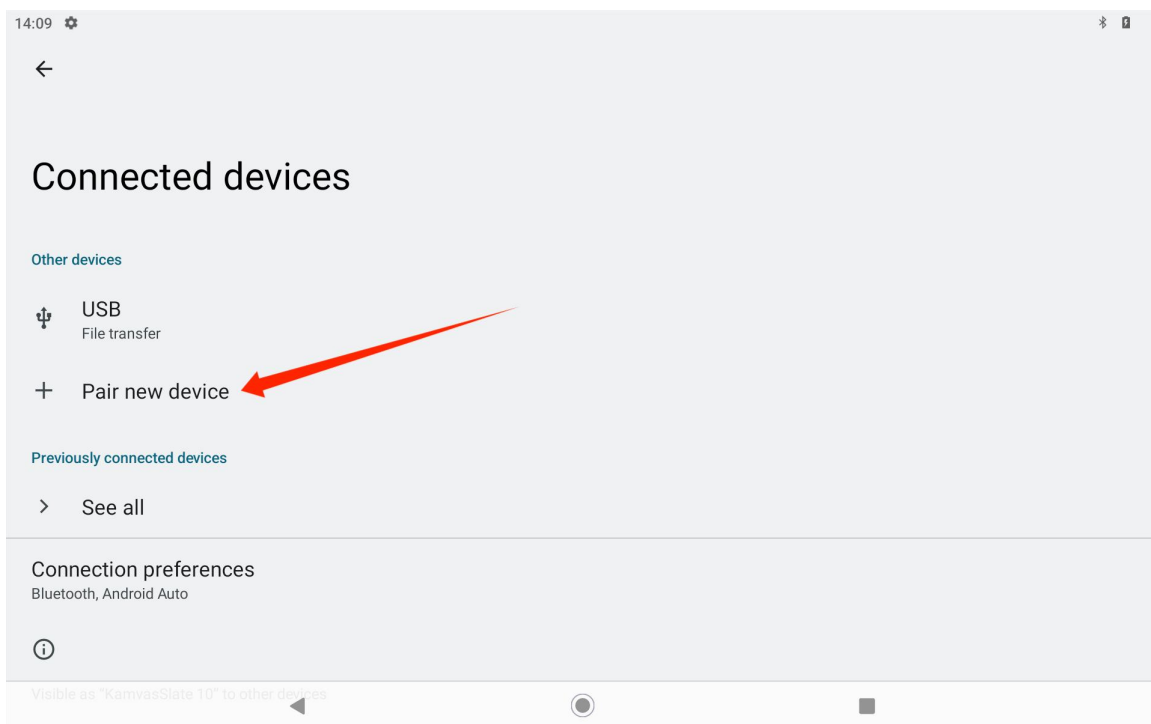 14:09
Connected devices
Other devices
USB
File transfer
Pair new device
Previously connected devices
See all
Connection preferences
Bluetooth, Android Auto
Visible as "KamvasSlate 10" to other devices